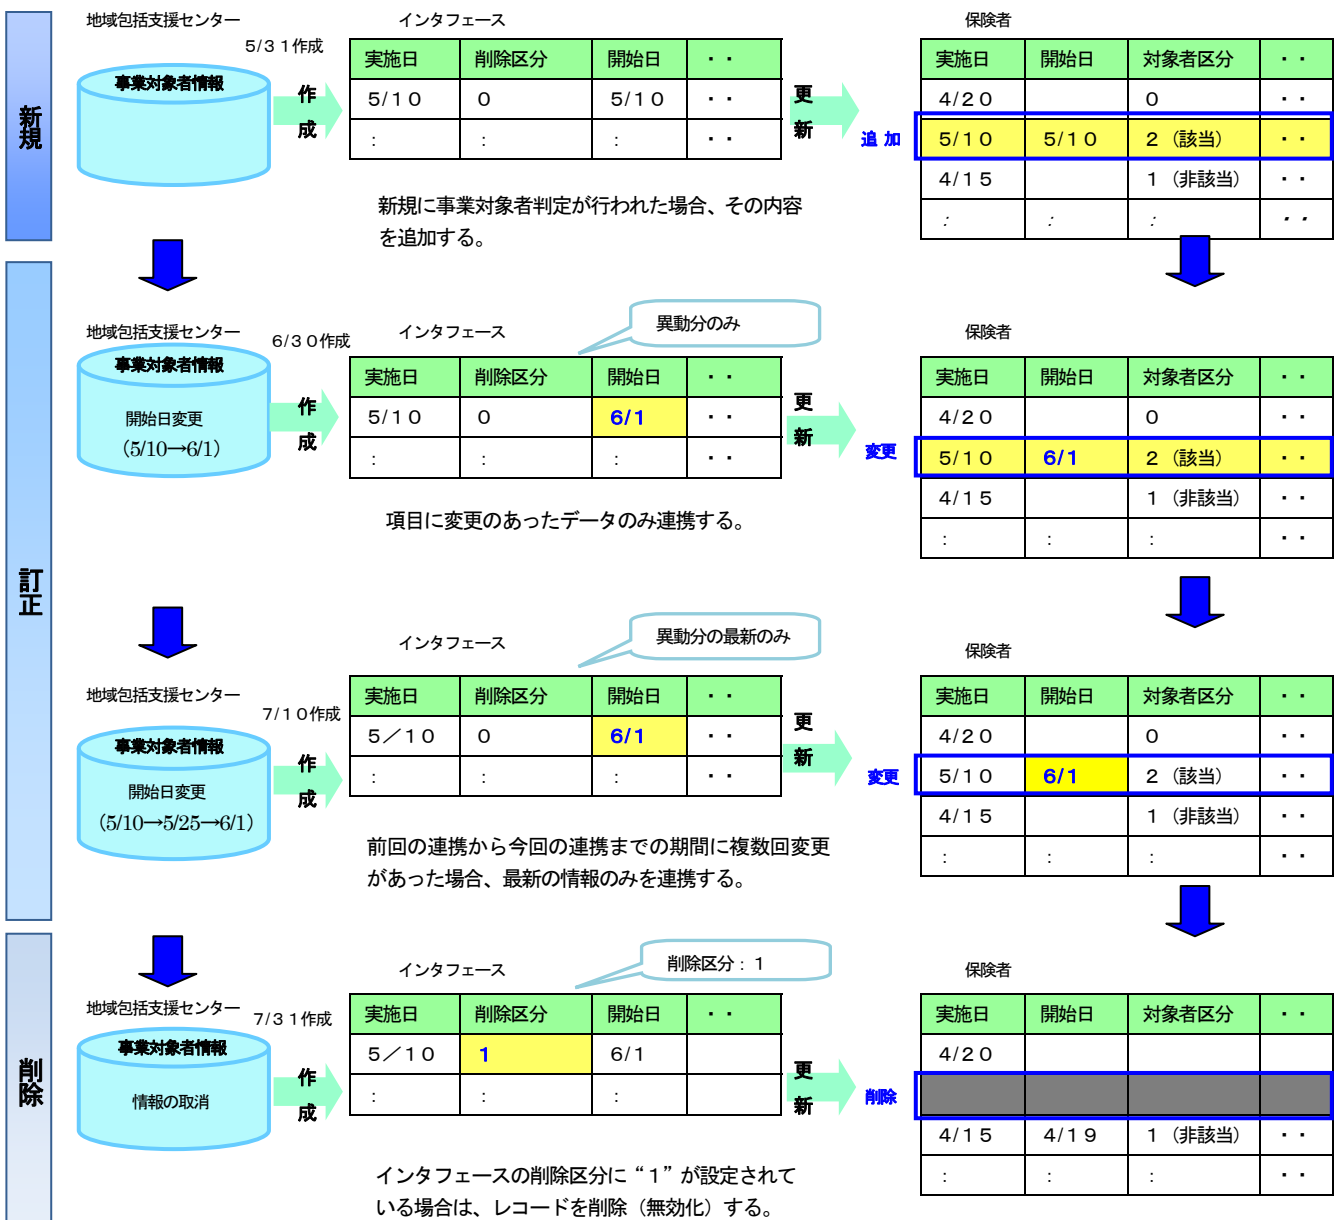 新規
地域包括支援センター
5/31作成
事業対象者情報
作成
インタフェース
実施日 削除区分 開始日 ・・
5/10 0 5/10 ・・
: : : ・・
更新
追加
保険者
実施日 開始日 対象者区分 ・・
4/20 0 ・・
5/10 5/10 2（該当） ・・
4/15 1（非該当） ・・
: : : ・・
新規に事業対象者判定が行われた場合、その内容
を追加する。
訂正
地域包括支援センター
6/30作成
事業対象者情報
開始日変更
（5/10→6/1）
作成
インタフェース
異動分のみ
実施日 削除区分 開始日 ・・
5/10 0 6/1 ・・
: : : ・・
更新
変更
保険者
実施日 開始日 対象者区分 ・・
4/20 0 ・・
5/10 6/1 2（該当） ・・
4/15 1（非該当） ・・
: : : ・・
項目に変更のあったデータのみ連携する。
地域包括支援センター
7/10作成
事業対象者情報
開始日変更
（5/10→5/25→6/1）
作成
インタフェース
異動分の最新のみ
実施日 削除区分 開始日 ・・
5／10 0 6/1 ・・
: : : ・・
更新
変更
保険者
実施日 開始日 対象者区分 ・・
4/20 0 ・・
5/10 6/1 2（該当） ・・
4/15 1（非該当） ・・
: : : ・・
前回の連携から今回の連携までの期間に複数回変更
があった場合、最新の情報のみを連携する。
削除
地域包括支援センター
7/31作成
事業対象者情報
情報の取消
作成
インタフェース
削除区分：1
実施日 削除区分 開始日 ・・
5／10 1 6/1
: : :
更新
削除
保険者
実施日 開始日 対象者区分 ・・
4/20
4/15 4/19 1（非該当） ・・
: : : ・・
インタフェースの削除区分に“1”が設定されて
いる場合は、レコードを削除（無効化）する。